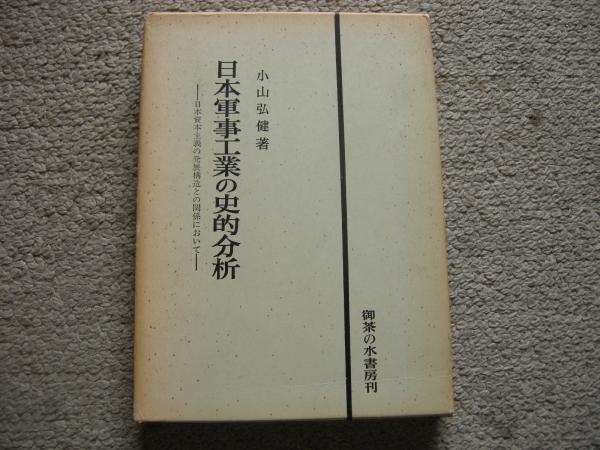 小山弘健著
日本軍事工業の史的分析
——日本資本主義の発展構造との関係において——
御茶の水書房刊